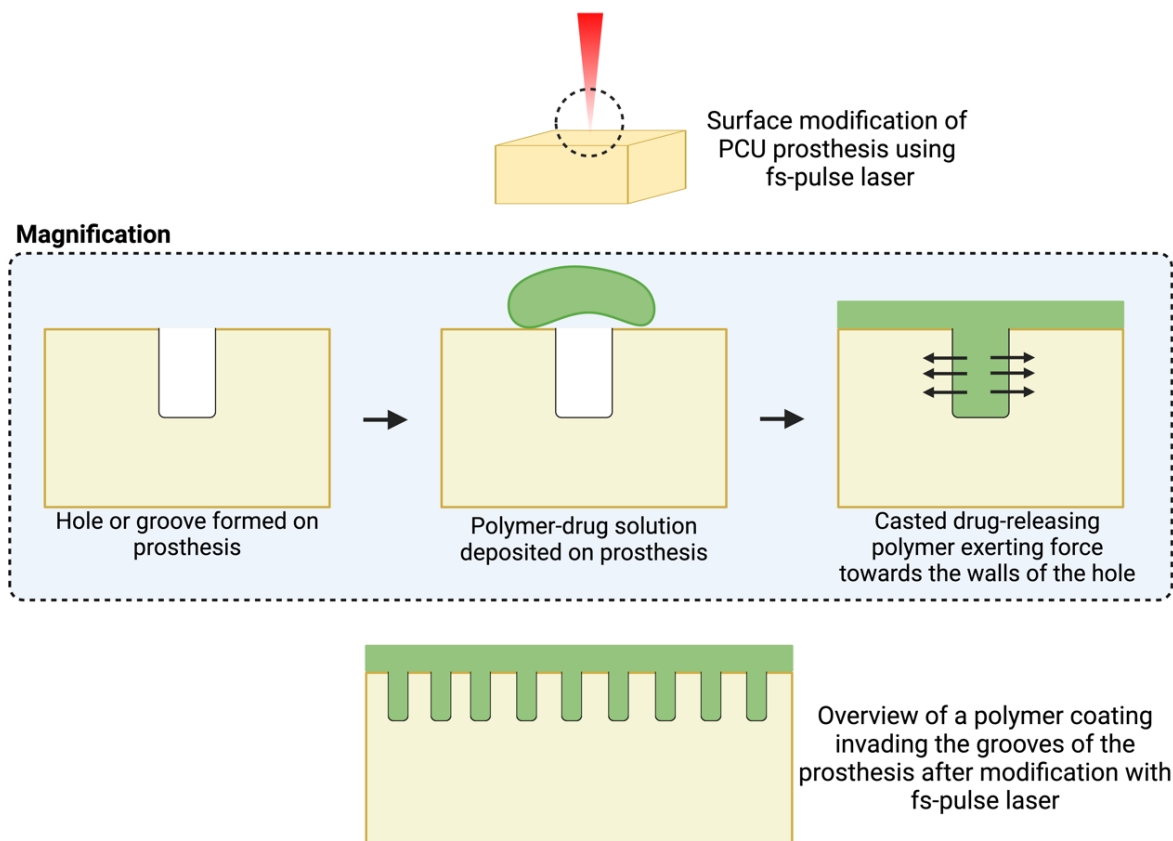 Surface modification of
PCU prosthesis using
fs-pulse laser
Magnification
Hole or groove formed on
prosthesis
Polymer-drug solution
deposited on prosthesis
Casted drug-releasing
polymer exerting force
towards the walls of the hole
Overview of a polymer coating
invading the grooves of the
prosthesis after modification with
fs-pulse laser